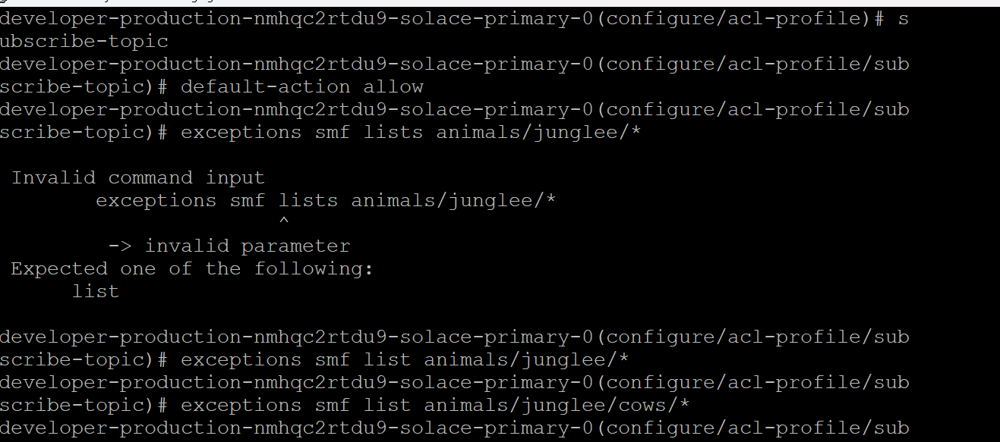 developer-production-nmhqc2rtdu9-solace-primary-0(configure/acl-profile)# s
ubscribe-topic
developer-production-nmhqc2rtdu9-solace-primary-0(configure/acl-profile/sub
scribe-topic)# default-action allow
developer-production-nmhqc2rtdu9-solace-primary-0(configure/acl-profile/sub
scribe-topic)# exceptions smf lists animals/junglee/*
Invalid command input
exceptions smf lists animals/junglee/*
^
-> invalid parameter
Expected one of the following:
list
developer-production-nmhqc2rtdu9-solace-primary-0(configure/acl-profile/sub
scribe-topic)# exceptions smf list animals/junglee/*
developer-production-nmhqc2rtdu9-solace-primary-0(configure/acl-profile/sub
scribe-topic)# exceptions smf list animals/junglee/cows/*
developer-production-nmhqc2rtdu9-solace-primary-0(configure/acl-profile/sub